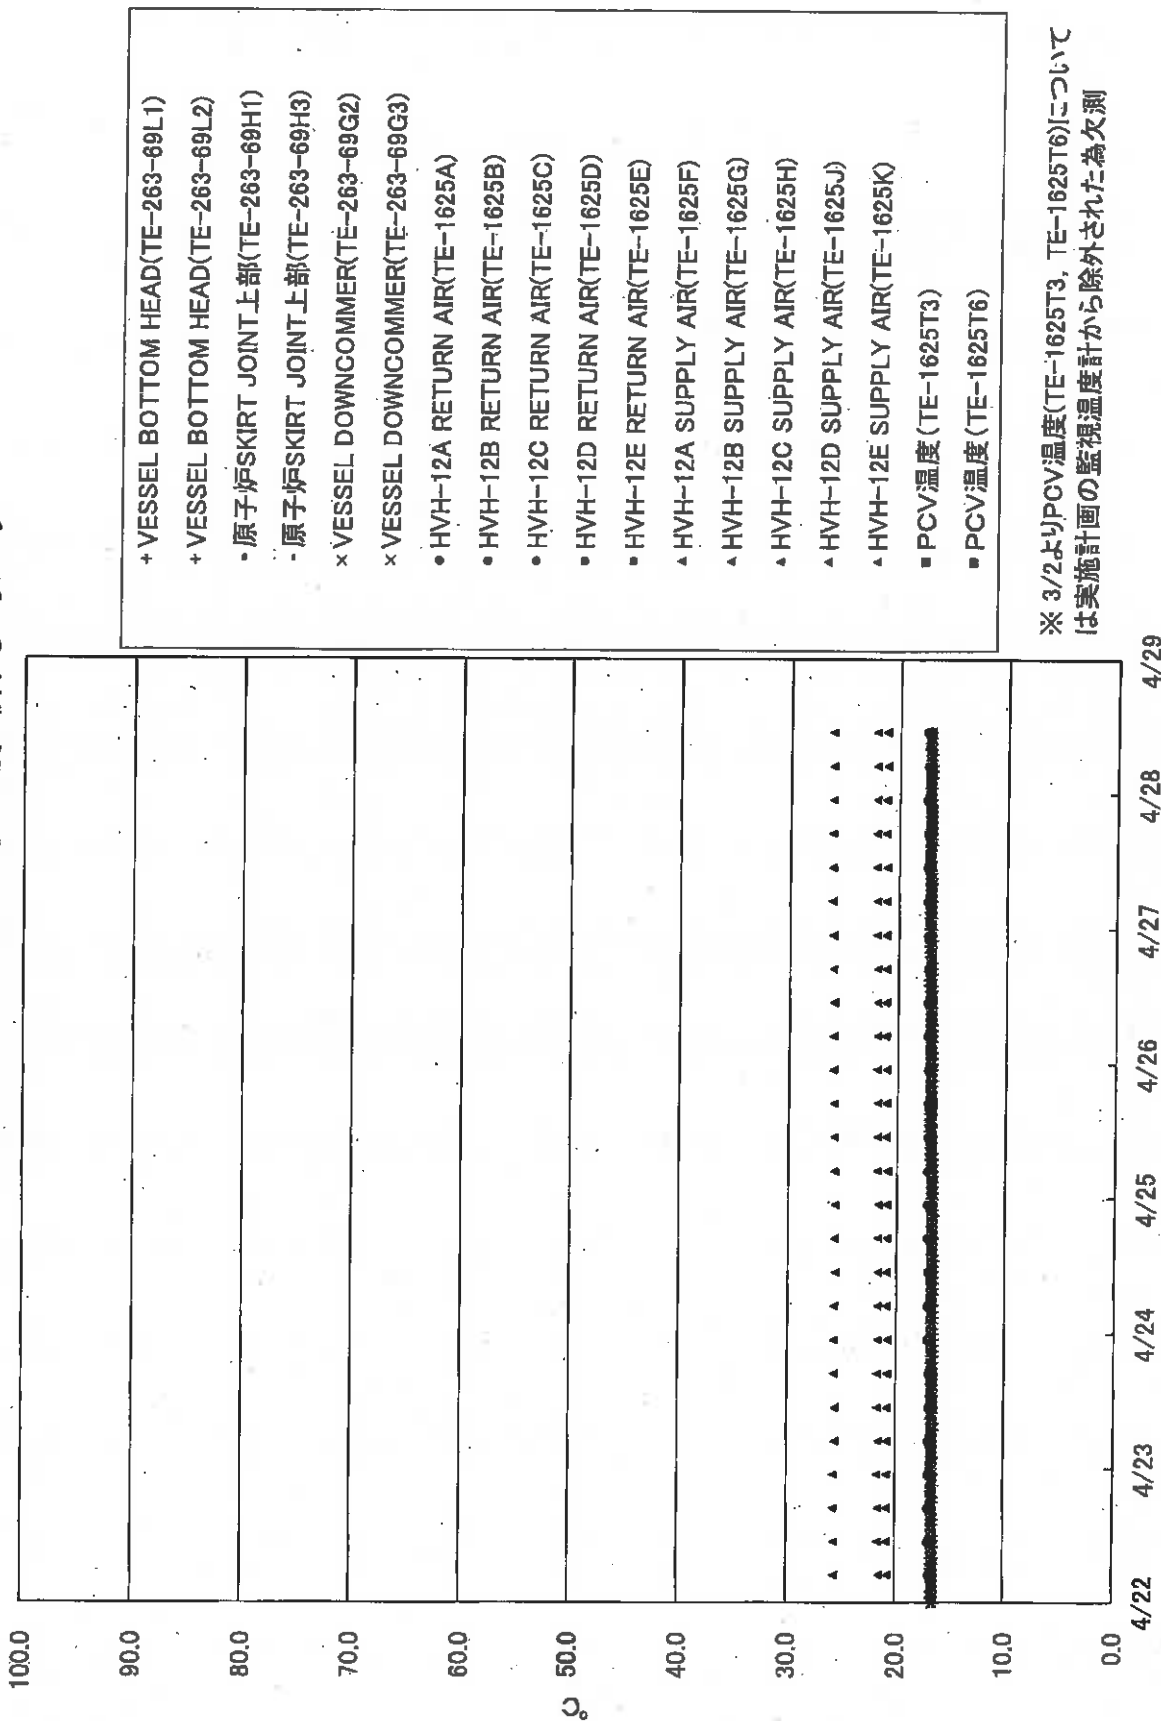 100.0
90.0
80.0
70.0
60.0
50.0
40.0
30.0
20.0
10.0
0.0
℃
4/22
4/23
4/24
4/25
4/26
4/27
4/28
4/29
+ VESSEL BOTTOM HEAD(TE-263-69L1)
+ VESSEL BOTTOM HEAD(TE-263-69L2)
- 原子炉SKIRT JOINT上部(TE-263-69H1)
- 原子炉SKIRT JOINT上部(TE-263-69H3)
× VESSEL DOWNCOMMER(TE-263-69G2)
× VESSEL DOWNCOMMER(TE-263-69G3)
● HVH-12A RETURN AIR(TE-1625A)
● HVH-12B RETURN AIR(TE-1625B)
● HVH-12C RETURN AIR(TE-1625C)
● HVH-12D RETURN AIR(TE-1625D)
● HVH-12E RETURN AIR(TE-1625E)
▲ HVH-12A SUPPLY AIR(TE-1625F)
▲ HVH-12B SUPPLY AIR(TE-1625G)
▲ HVH-12C SUPPLY AIR(TE-1625H)
▲ HVH-12D SUPPLY AIR(TE-1625J)
▲ HVH-12E SUPPLY AIR(TE-1625K)
■ PCV温度(TE-1625T3)
■ PCV温度(TE-1625T6)
※ 3/2よりPCV温度(TE-1625T3, TE-1625T6)について
は実施計画の監視温度計から除外された為欠測